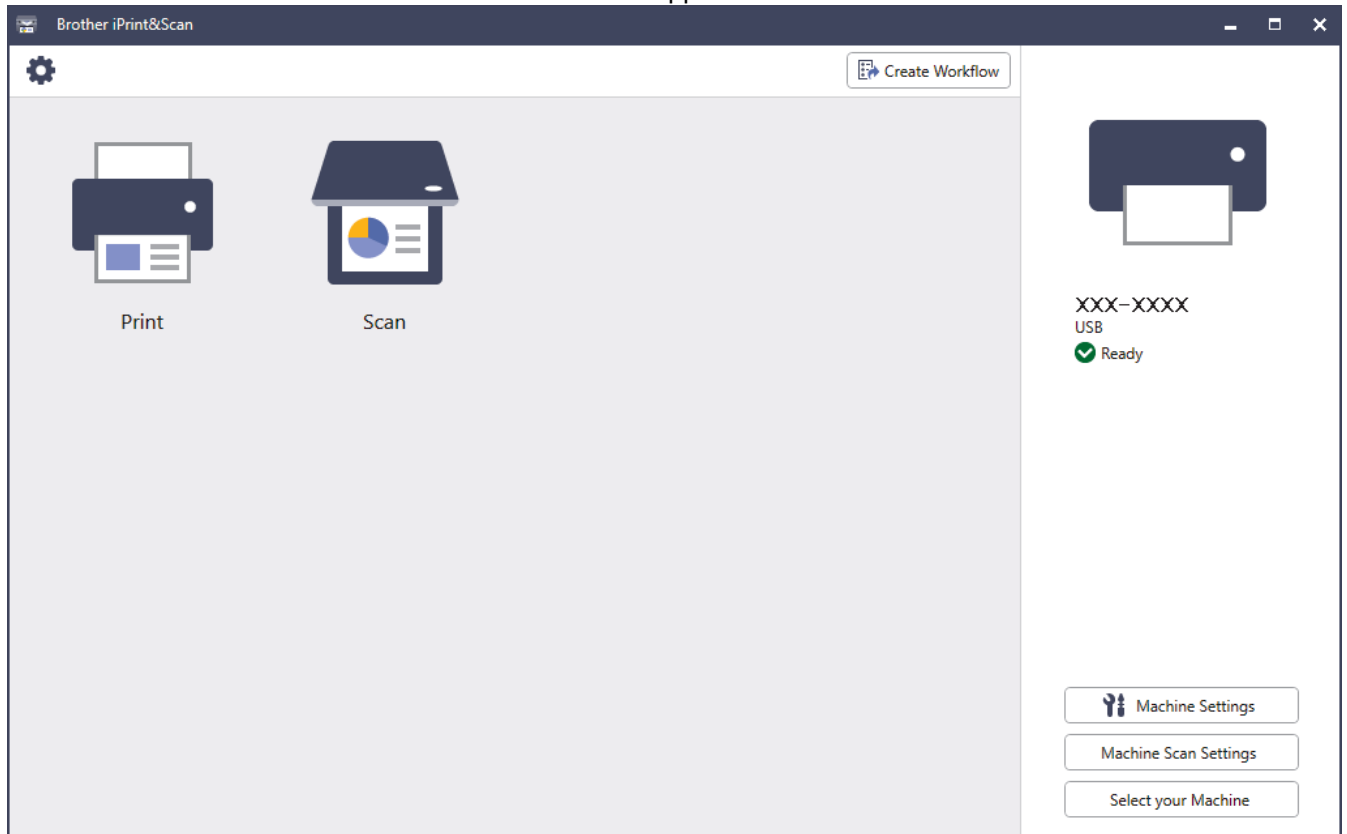 Brother iPrint&Scan
Create Workflow
Print
Scan
XXX-XXXX
USB
Ready
Machine Settings
Machine Scan Settings
Select your Machine